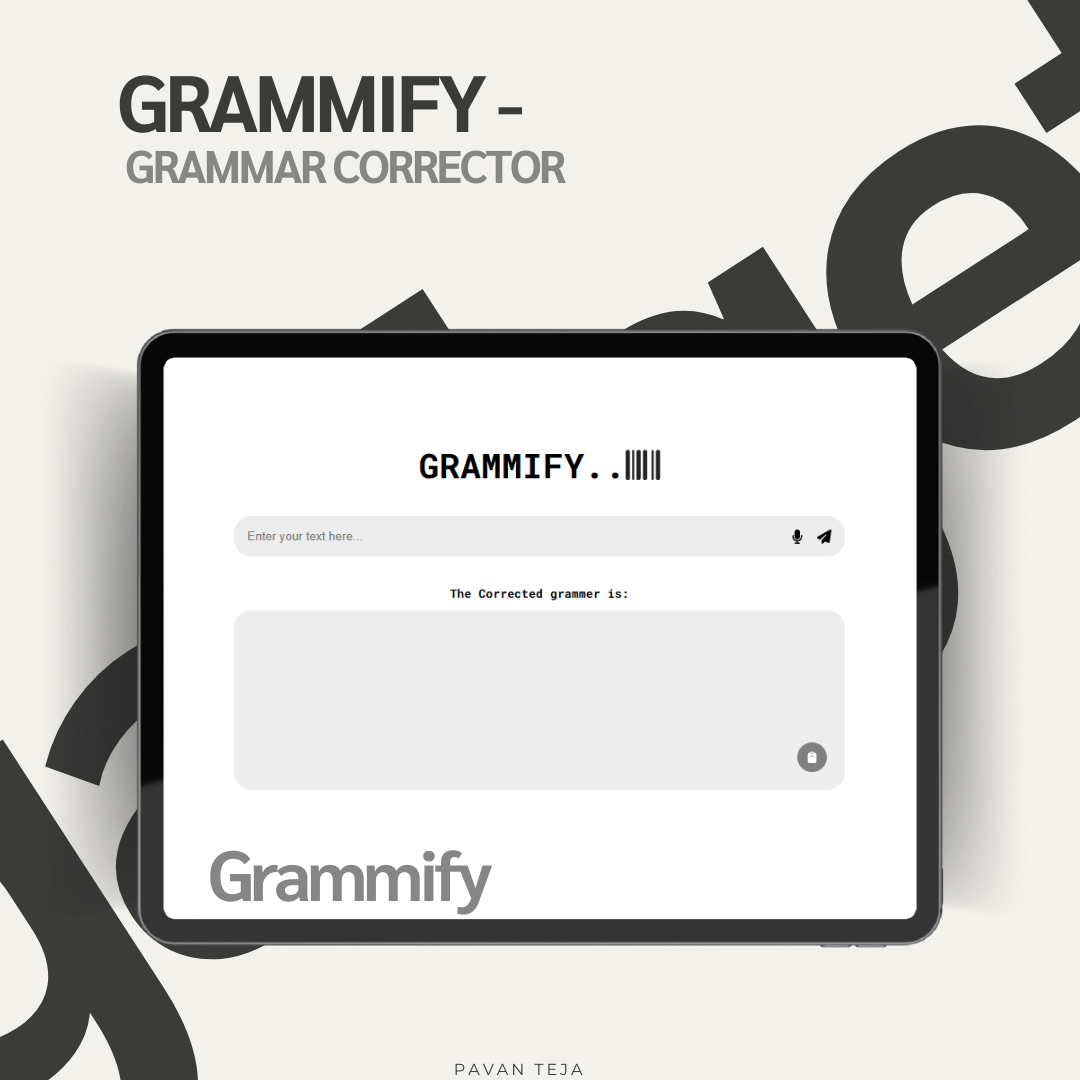 GRAMMIFY -
GRAMMAR CORRECTOR
GRAMMIFY..
Enter your text here...
The Corrected grammer is:
Grammify
PAVAN TEJA